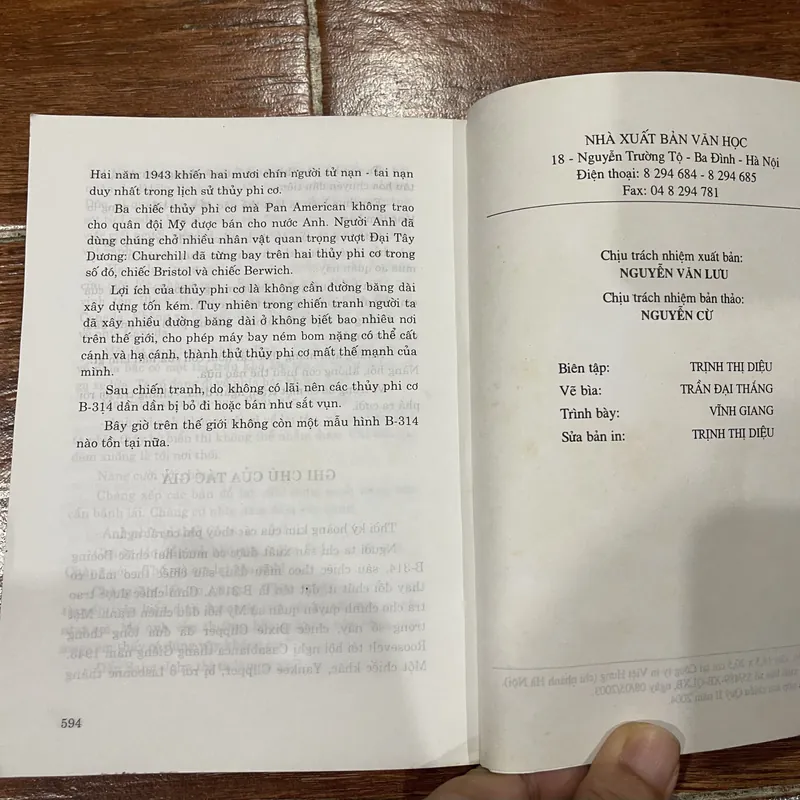 Hai năm 1943 khiến hai mươi chín người tử nạn - tai nạn
duy nhất trong lịch sử thủy phi cơ.
Ba chiếc thủy phi cơ mà Pan American không trao
cho quân đội Mỹ được bán cho nước Anh. Người Anh đã
dùng chúng chở nhiều nhân vật quan trọng vượt Đại Tây
Dương: Churchill đã từng bay trên hai thủy phi cơ trong
số đó, chiếc Bristol và chiếc Berwich.
Lợi ích của thủy phi cơ là không cần đường băng dài
xây dựng tốn kém. Tuy nhiên trong chiến tranh người ta
đã xây nhiều đường băng dài ở không biết bao nhiêu nơi
trên thế giới, cho phép máy bay ném bom nặng có thể cất
cánh và hạ cánh, thành thử thủy phi cơ mất thế mạnh của
mình.
Sau chiến tranh, do không có lãi nên các thủy phi cơ
B-314 dần dần bị bỏ đi hoặc bán như sắt vụn.
Bây giờ trên thế giới không còn một mẫu hình B-314
nào tồn tại nữa.
594
NHÀ XUẤT BẢN VĂN HỌC
18 - Nguyễn Trường Tộ - Ba Đình - Hà Nội
Điện thoại: 8 294 684 - 8 294 685
Fax: 04 8 294 781
Chịu trách nhiệm xuất bản:
NGUYỄN VĂN LƯU
Chịu trách nhiệm bản thảo:
NGUYỄN CỪ
Biên tập: TRỊNH THỊ DIỆU
Vẽ bìa: TRẦN ĐẠI THẮNG
Trình bày: VĨNH GIANG
Sửa bản in: TRỊNH THỊ DIỆU